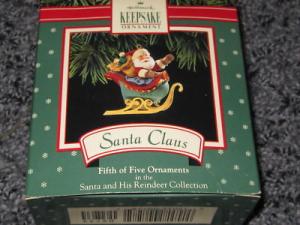 Hallmark
KEEPSAKE
ORNAMENT
Santa Claus
Fifth of Five Ornaments
in the
Santa and His Reindeer Collection